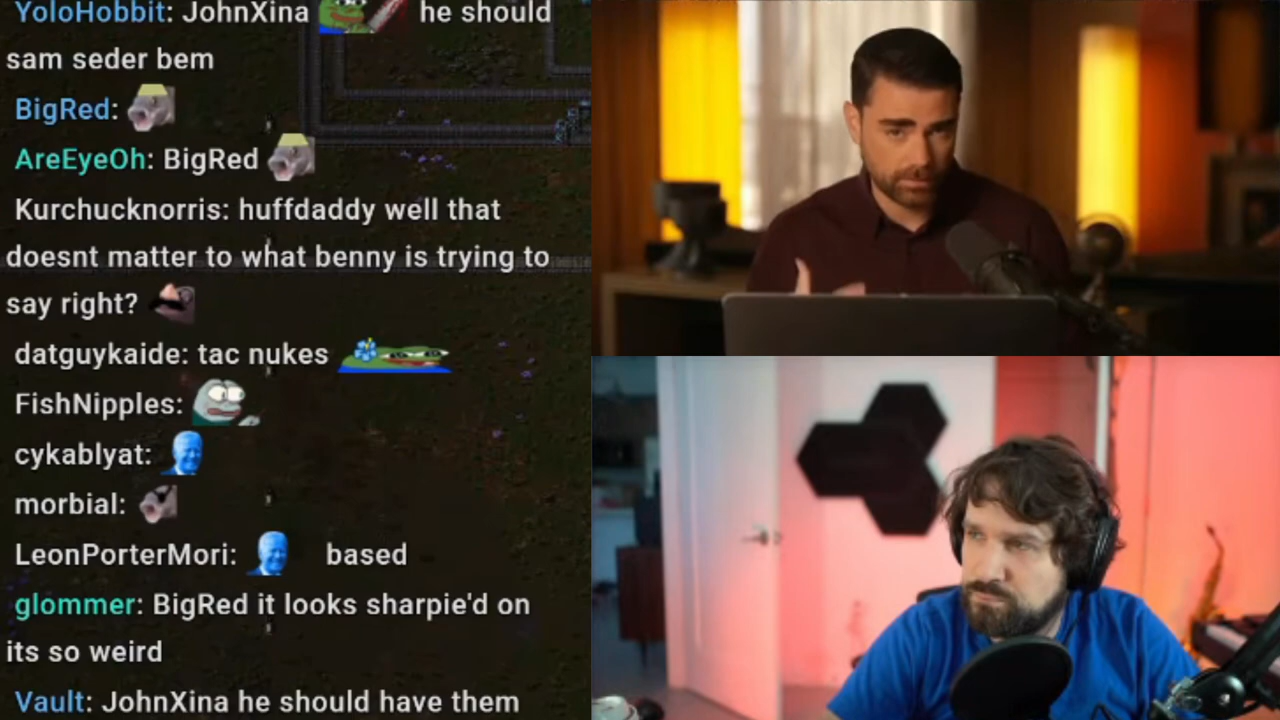 YoloHobbit: JohnXina he should
sam seder bem
BigRed:
AreEyeOh: BigRed
Kurchucknorris: huffdaddy well that
doesnt matter to what benny is trying to
say right?
datguykaide: tac nukes
FishNipples:
cykablyat:
morbial:
LeonPorterMori: based
glommer: BigRed it looks sharpie'd on
its so weird
Vault: JohnXina he should have them